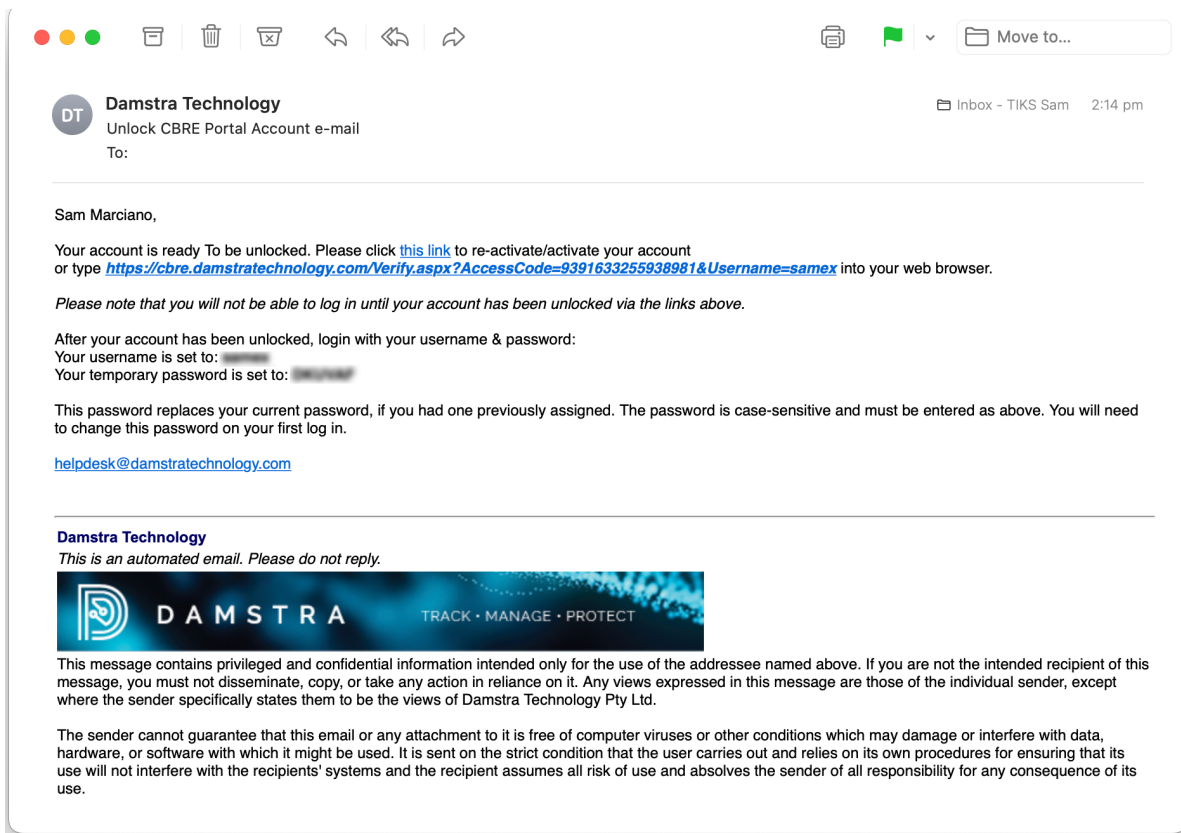 Move to...
DT
Damstra Technology
Inbox - TIKS Sam 2:14 pm
Unlock CBRE Portal Account e-mail
To:
Sam Marciano,
Your account is ready To be unlocked. Please click this link to re-activate/activate your account
or type https://cbre.damstratechnology.com/Verify.aspx?AccessCode=9391633255938981&Username=samex into your web browser.
Please note that you will not be able to log in until your account has been unlocked via the links above.
After your account has been unlocked, login with your username & password:
Your username is set to:
Your temporary password is set to:
This password replaces your current password, if you had one previously assigned. The password is case-sensitive and must be entered as above. You will need
to change this password on your first log in.
helpdesk@damstratechnology.com
Damstra Technology
This is an automated email. Please do not reply.
DAMSTRA TRACK • MANAGE • PROTECT
This message contains privileged and confidential information intended only for the use of the addressee named above. If you are not the intended recipient of this
message, you must not disseminate, copy, or take any action in reliance on it. Any views expressed in this message are those of the individual sender, except
where the sender specifically states them to be the views of Damstra Technology Pty Ltd.
The sender cannot guarantee that this email or any attachment to it is free of computer viruses or other conditions which may damage or interfere with data,
hardware, or software with which it might be used. It is sent on the strict condition that the user carries out and relies on its own procedures for ensuring that its
use will not interfere with the recipients' systems and the recipient assumes all risk of use and absolves the sender of all responsibility for any consequence of its
use.